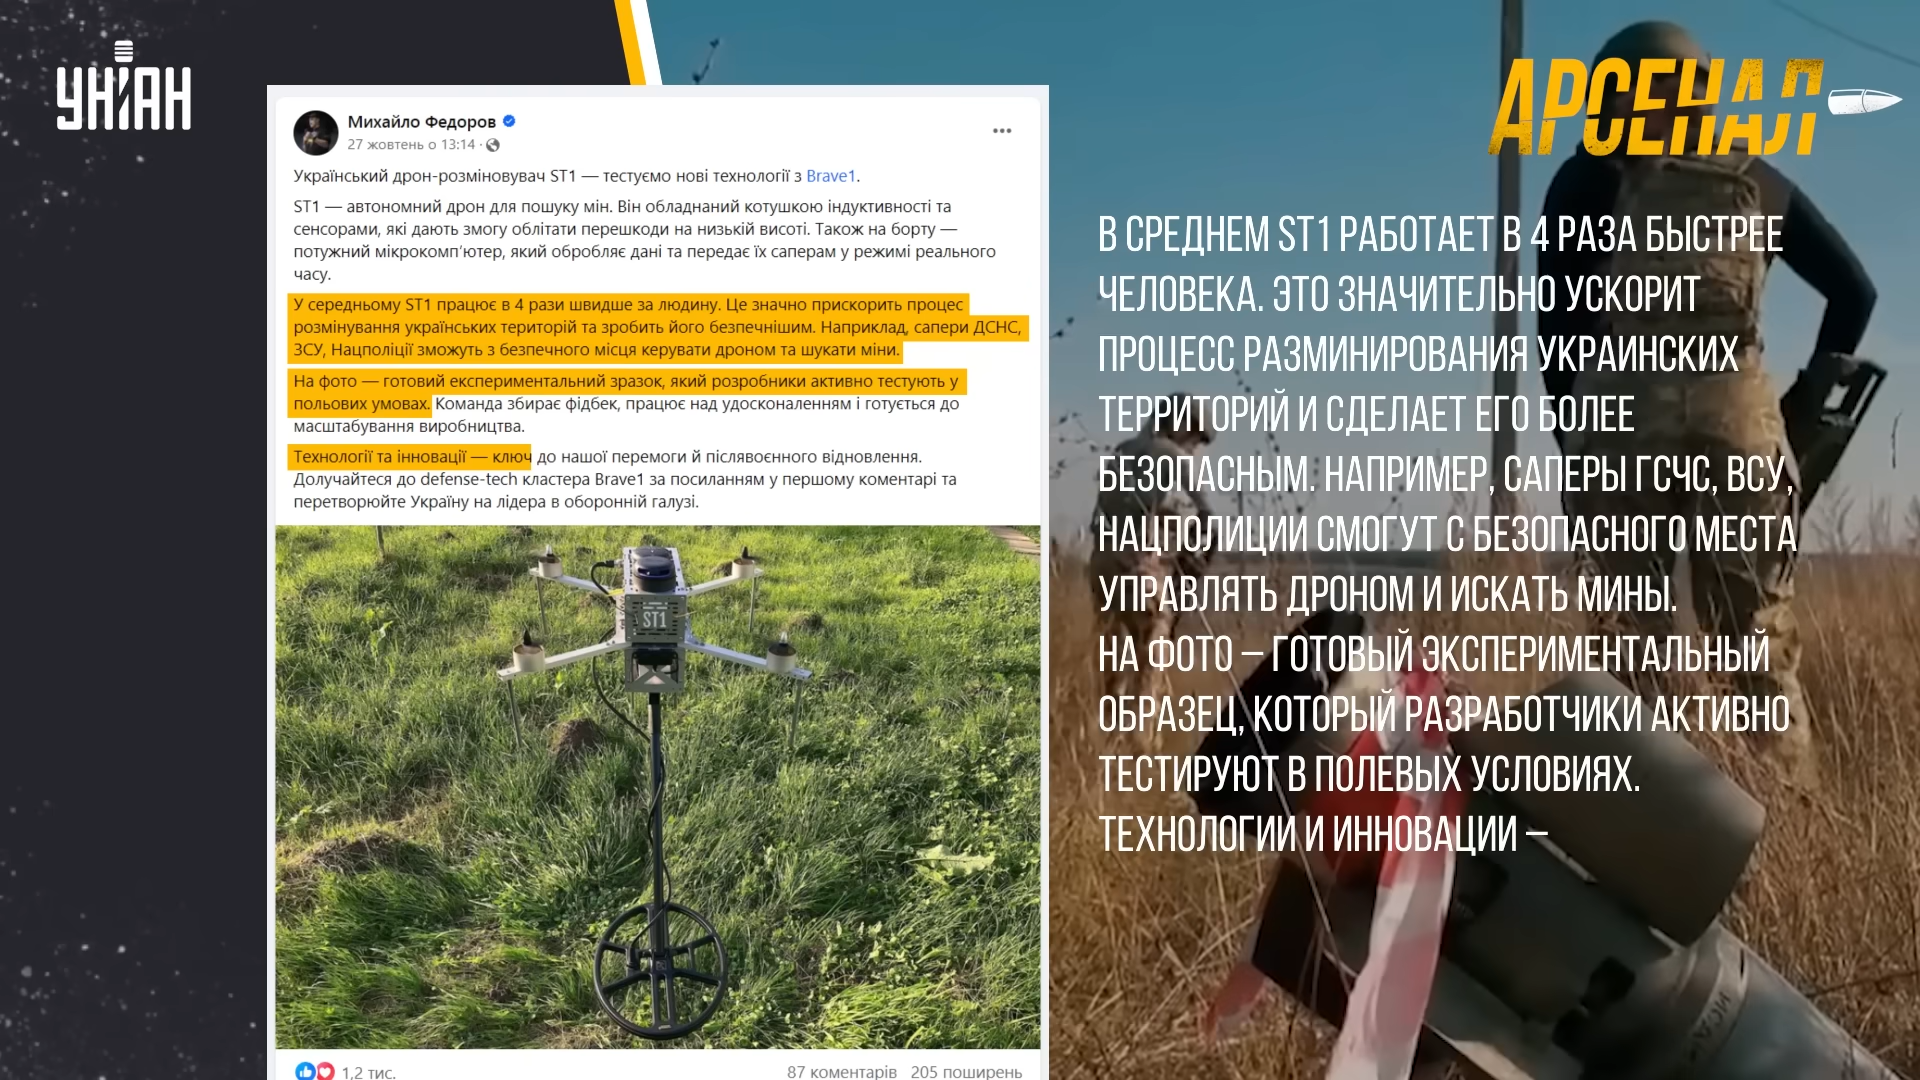 УНІАН
АРСЕНАЛ
Михайло Федоров
27 жовтень о 13:14 ·
Український дрон-розміновувач ST1 — тестуємо нові технології з Brave1.
ST1 — автономний дрон для пошуку мін. Він обладнаний котушкою індуктивності та
сенсорами, які дають змогу облітати перешкоди на низькій висоті. Також на борту —
потужний мікрокомп'ютер, який обробляє дані та передає їх саперам у режимі реального
часу.
У середньому ST1 працює в 4 рази швидше за людину. Це значно прискорить процес
розмінування українських територій та зробить його безпечнішим. Наприклад, сапери ДСНС,
ЗСУ, Нацполіції зможуть з безпечного місця керувати дроном та шукати міни.
На фото — готовий експериментальний зразок, який розробники активно тестують у
польових умовах. Команда збирає фідбек, працює над удосконаленням і готується до
масштабування виробництва.
Технології та інновації — ключ до нашої перемоги й післявоєнного відновлення.
Долучайтеся до defense-tech кластера Brave1 за посиланням у першому коментарі та
перетворюйте Україну на лідера в оборонній галузі.
ST1
1,2 тис.
87 коментарів 205 поширень
В СРЕДНЕМ ST1 РАБОТАЕТ В 4 РАЗА БЫСТРЕЕ
ЧЕЛОВЕКА. ЭТО ЗНАЧИТЕЛЬНО УСКОРИТ
ПРОЦЕСС РАЗМИНИРОВАНИЯ УКРАИНСКИХ
ТЕРРИТОРИЙ И СДЕЛАЕТ ЕГО БОЛЕЕ
БЕЗОПАСНЫМ. НАПРИМЕР, САПЕРЫ ГСЧС, ВСУ,
НАЦПОЛИЦИИ СМОГУТ С БЕЗОПАСНОГО МЕСТА
УПРАВЛЯТЬ ДРОНОМ И ИСКАТЬ МИНЫ.
НА ФОТО – ГОТОВЫЙ ЭКСПЕРИМЕНТАЛЬНЫЙ
ОБРАЗЕЦ, КОТОРЫЙ РАЗРАБОТЧИКИ АКТИВНО
ТЕСТИРУЮТ В ПОЛЕВЫХ УСЛОВИЯХ.
ТЕХНОЛОГИИ И ИННОВАЦИИ –